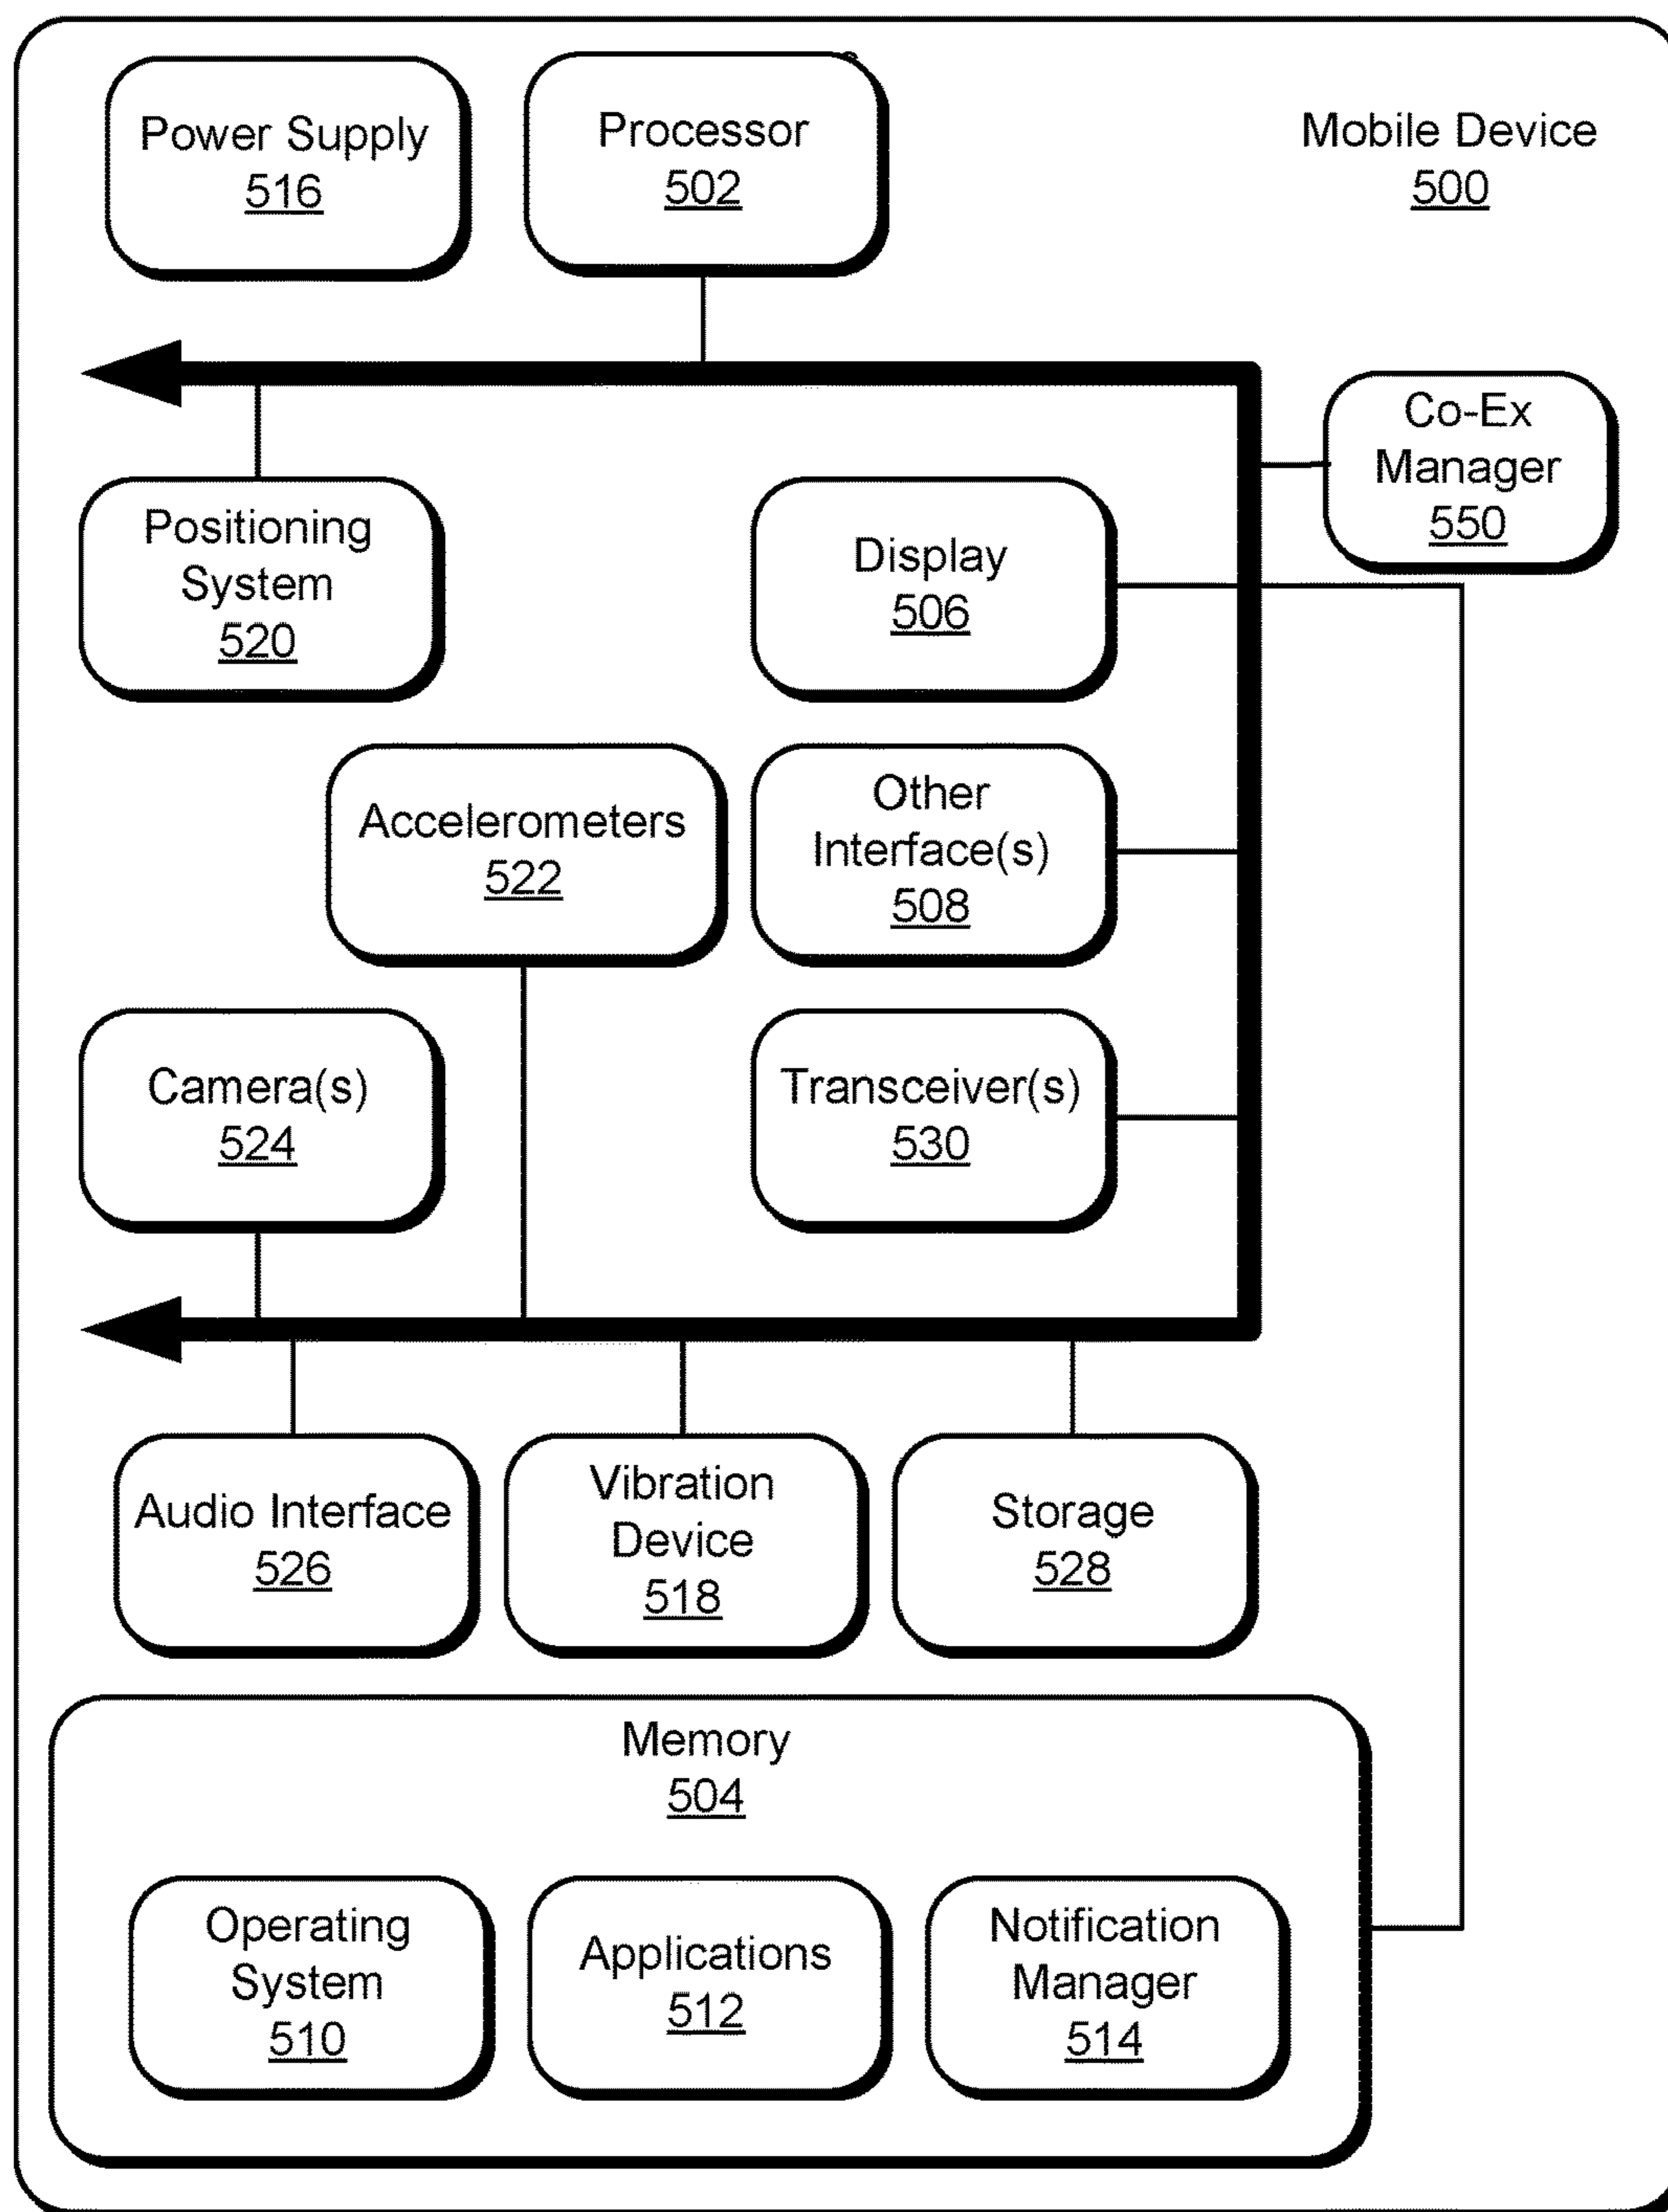 Power Supply
516
Processor
502
Mobile Device
500
Co-Ex
Manager
550
Positioning
System
520
Display
506
Accelerometers
522
Other
Interface(s)
508
Camera(s)
524
Transceiver(s)
530
Audio Interface
526
Vibration
Device
518
Storage
528
Memory
504
Operating
System
510
Applications
512
Notification
Manager
514